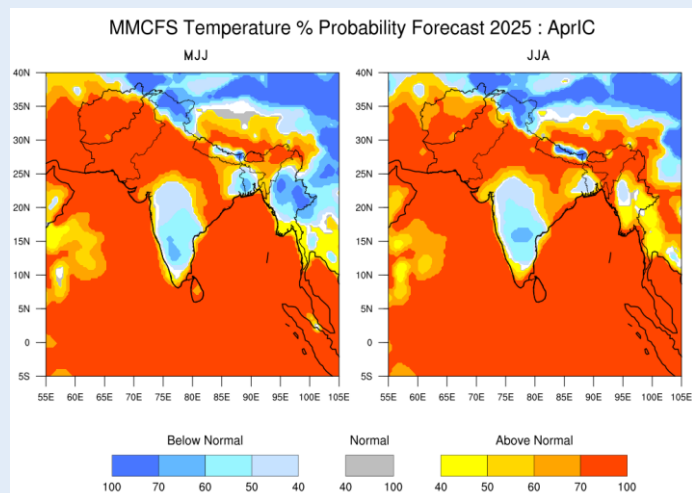 MMCFS Temperature % Probability Forecast 2025 : AprIC
MJJ
JJA
40N
35N
30N
25N
20N
15N
10N
5N
0
5S
55E 60E 65E 70E 75E 80E 85E 90E 95E 100E 105E
40N
35N
30N
25N
20N
15N
10N
5N
0
5S
55E 60E 65E 70E 75E 80E 85E 90E 95E 100E 105E
Below Normal Normal Above Normal
100 70 60 50 40 40 100 40 50 60 70 100